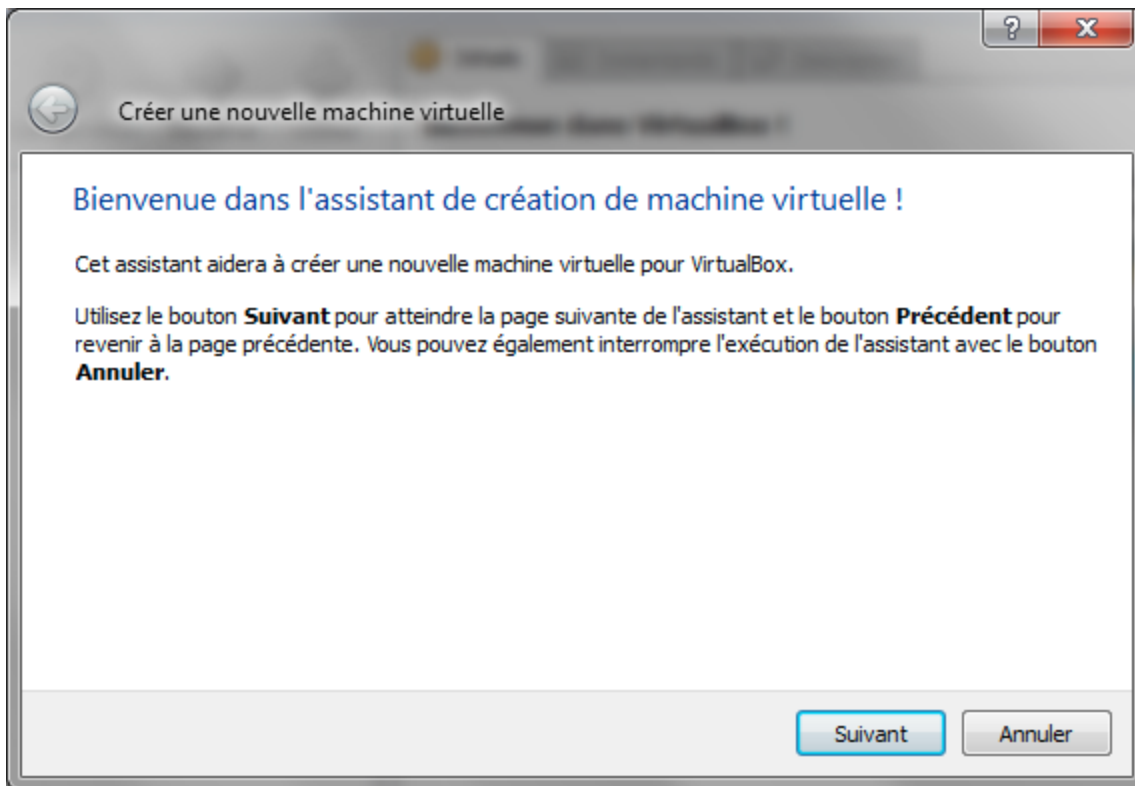 Créer une nouvelle machine virtuelle
Bienvenue dans l'assistant de création de machine virtuelle !
Cet assistant aidera à créer une nouvelle machine virtuelle pour VirtualBox.
Utilisez le bouton Suivant pour atteindre la page suivante de l'assistant et le bouton Précédent pour
revenir à la page précédente. Vous pouvez également interrompre l'exécution de l'assistant avec le bouton
Annuler.
Suivant
Annuler